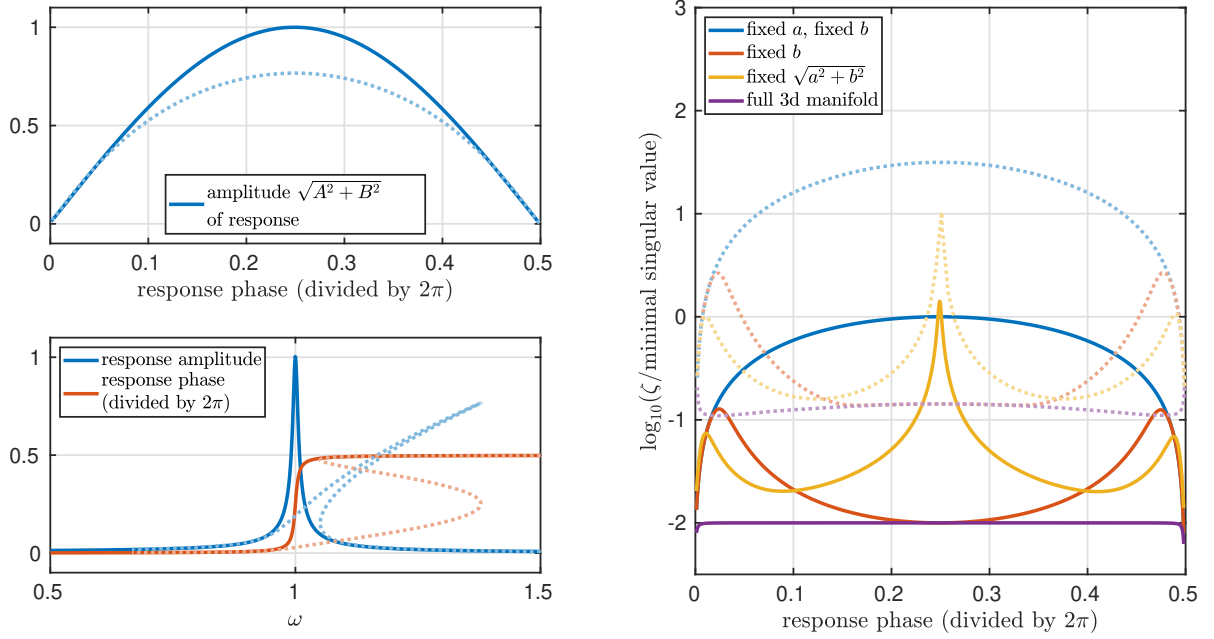 1
0.5
0
0
0.1
0.2
0.3
0.4
0.5
response phase (divided by 2π)
amplitude √A² + B²
of response
1
0.5
0
0.5
1
1.5
ω
response amplitude
response phase
(divided by 2π)
3
2
1
0
-1
-2
0
0.1
0.2
0.3
0.4
0.5
response phase (divided by 2π)
log₁₀(ζ/minimal singular value)
fixed a, fixed b
fixed b
fixed √a² + b²
full 3d manifold